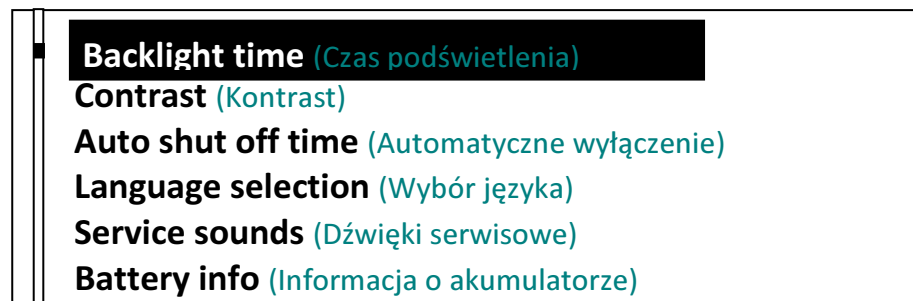 Backlight time (Czas podświetlenia)
Contrast (Kontrast)
Auto shut off time (Automatyczne wyłączenie)
Language selection (Wybór języka)
Service sounds (Dźwięki serwisowe)
Battery info (Informacja o akumulatorze)